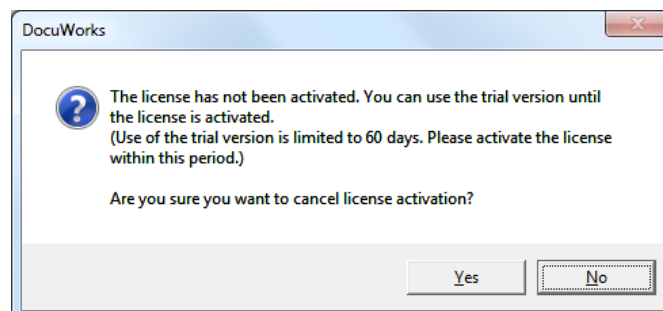 DocuWorks
The license has not been activated. You can use the trial version until
the license is activated.
(Use of the trial version is limited to 60 days. Please activate the license
within this period.)
Are you sure you want to cancel license activation?
Yes
No